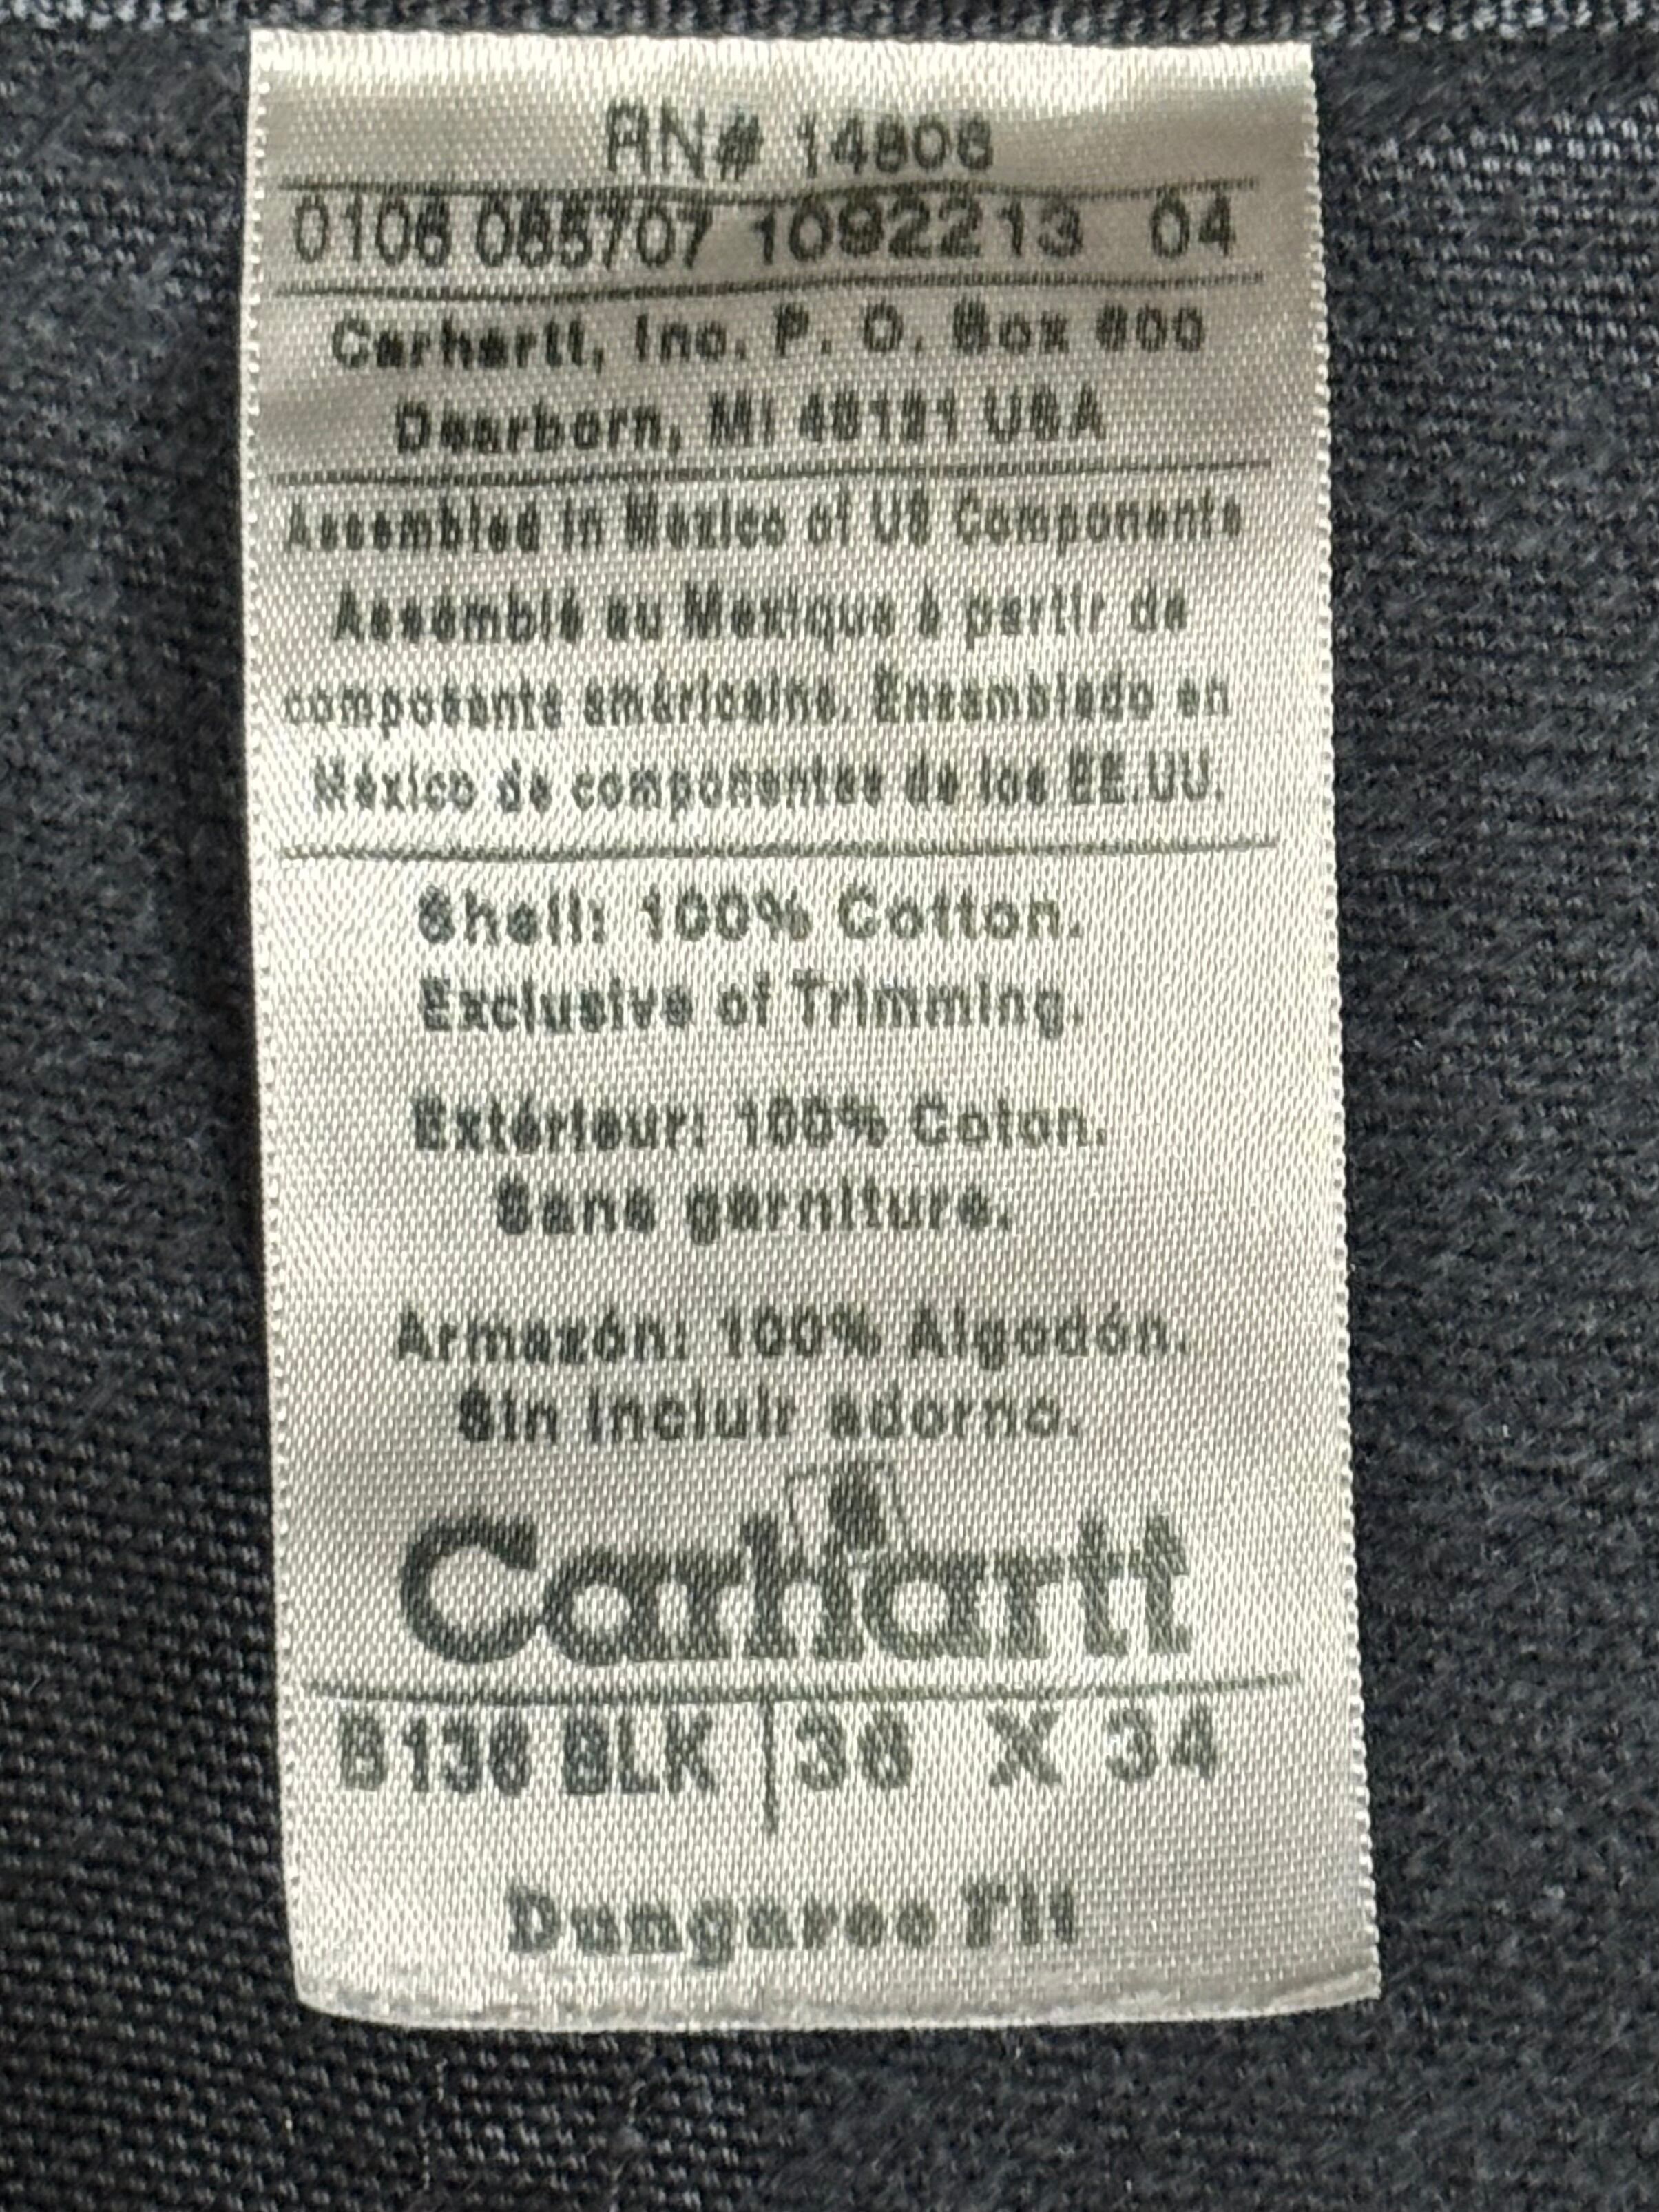 RN# 14806
0106 085707 1092213 04
Carhartt, Inc. P. O. Box 600
Dearborn, MI 48121 USA
Assembled in Mexico of US Components
Assemblé au Mexique à partir de
composants américains. Ensamblado en
México de componentes de los EE.UU.
Shell: 100% Cotton.
Exclusive of Trimming.
Extérieur: 100% Coton.
Sans garniture.
Armazón: 100% Algodón.
Sin incluir adorno.
Carhartt
B136 BLK 36 X 34
Dungaree Fit